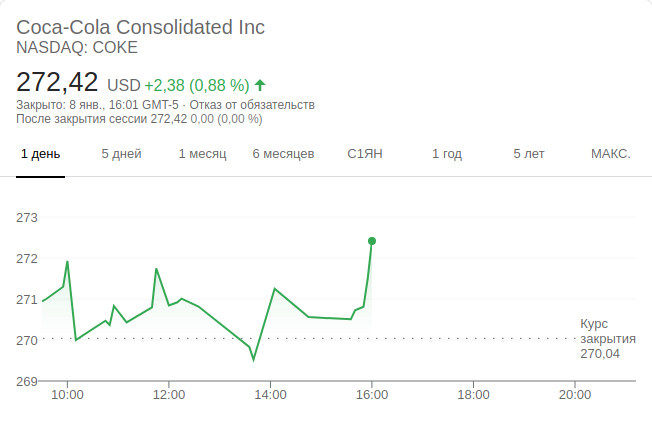 Coca-Cola Consolidated Inc
NASDAQ: COKE
272,42 USD +2,38 (0,88 %)
Закрыто: 8 янв., 16:01 GMT-5 · Отказ от обязательств
После закрытия сессии 272,42 0,00 (0,00 %)
1 день 5 дней 1 месяц 6 месяцев С1ЯН 1 год 5 лет МАКС.
273
272
271
270
269
Курс
закрытия
270,04
10:00 12:00 14:00 16:00 18:00 20:00